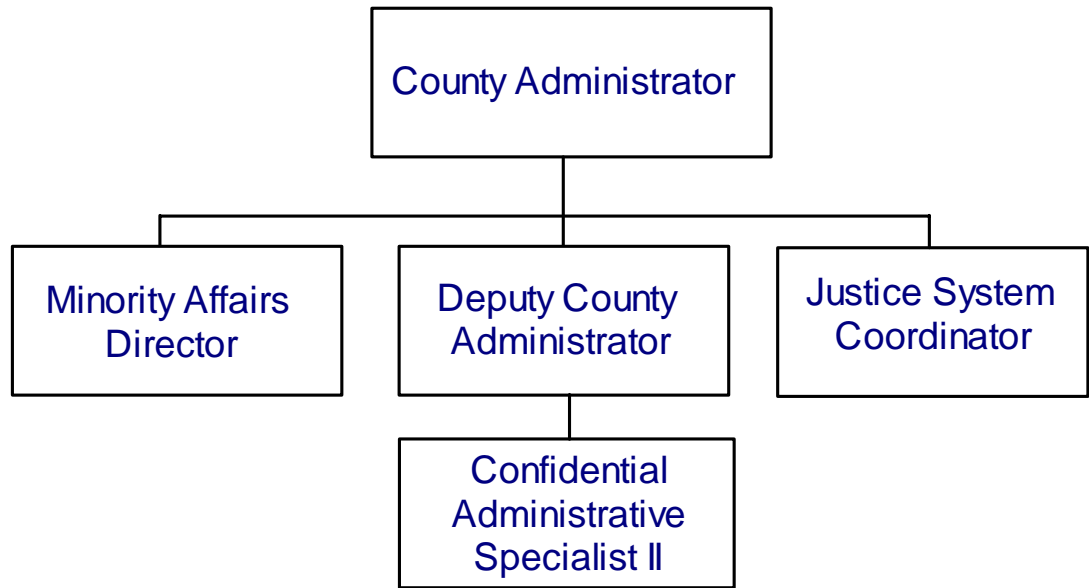 County Administrator
Minority Affairs
Director
Deputy County
Administrator
Justice System
Coordinator
Confidential
Administrative
Specialist II